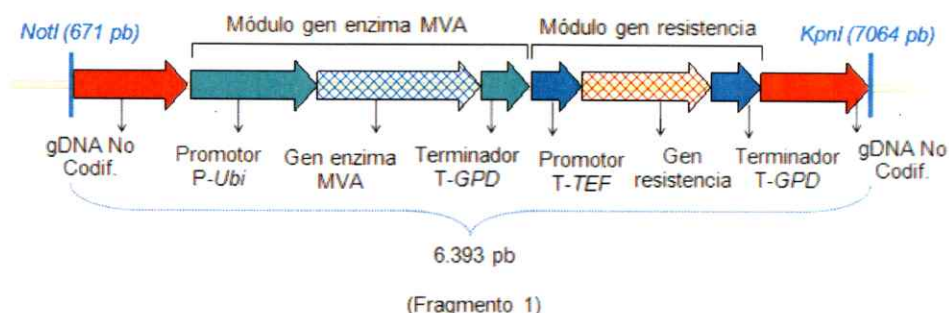 NotI (671 pb)
Módulo gen enzima MVA
Módulo gen resistencia
KpnI (7064 pb)
gDNA No
Codif.
Promotor
P-Ubi
Gen enzima
MVA
Terminador
T-GPD
Promotor
T-TEF
Gen
resistencia
Terminador
T-GPD
gDNA No
Codif.
6.393 pb
(Fragmento 1)